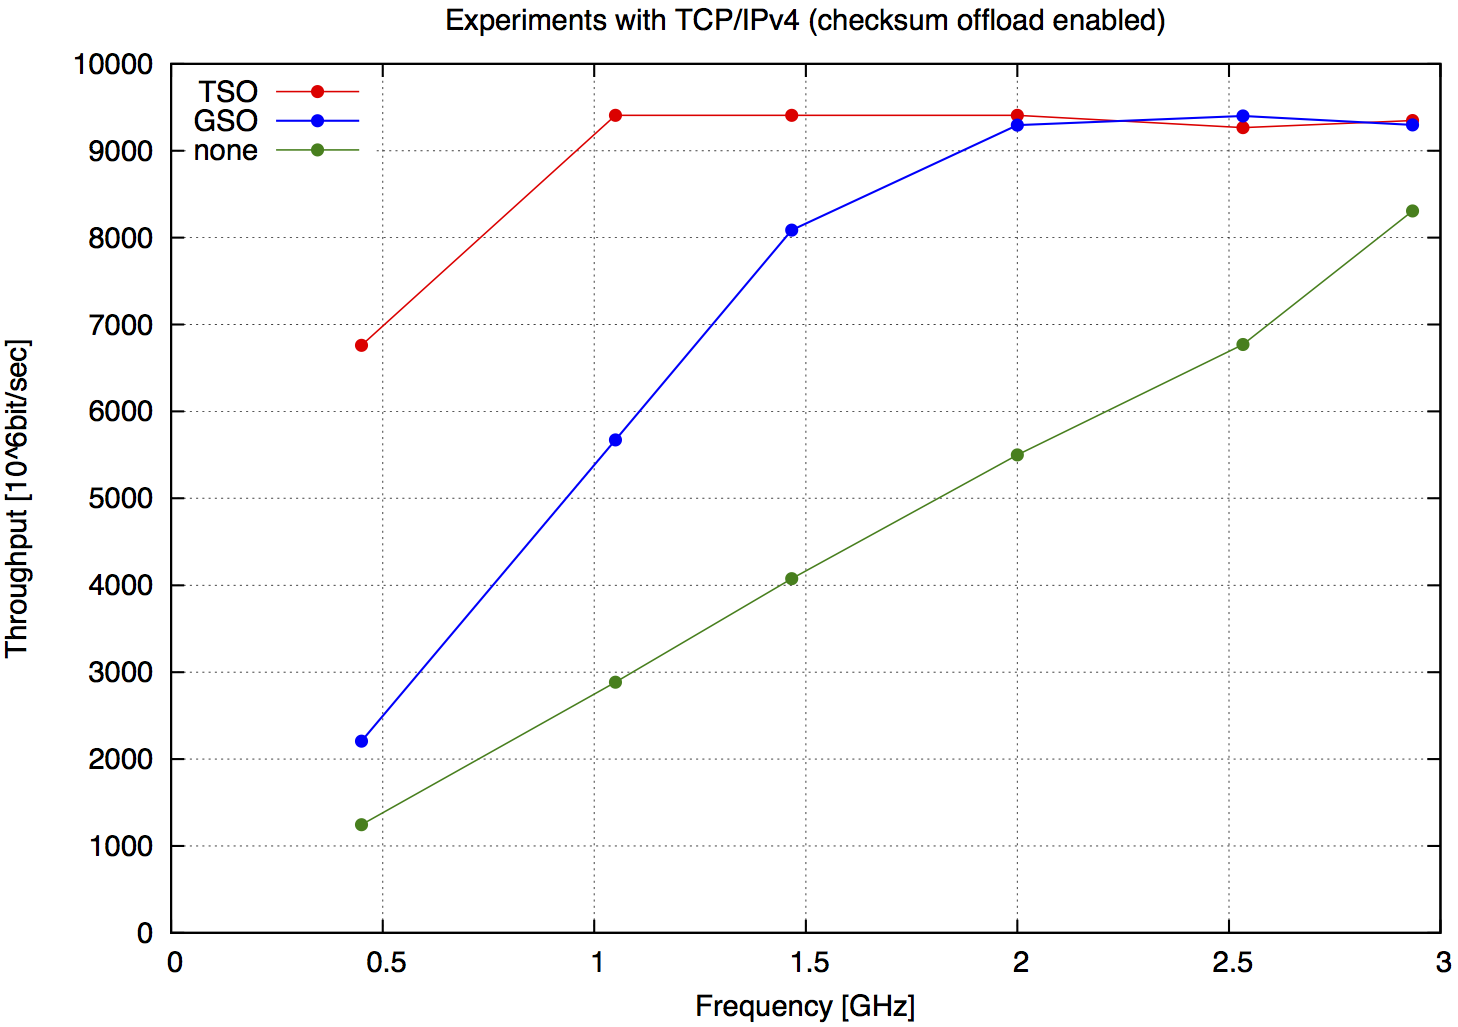 Experiments with TCP/IPv4 (checksum offload enabled)
10000
TSO
GSO
9000
none
8000
7000
6000
5000
4000
3000
2000
1000
0
Throughput [10^6bit/sec]
0 0.5 1 1.5 2 2.5 3
Frequency [GHz]